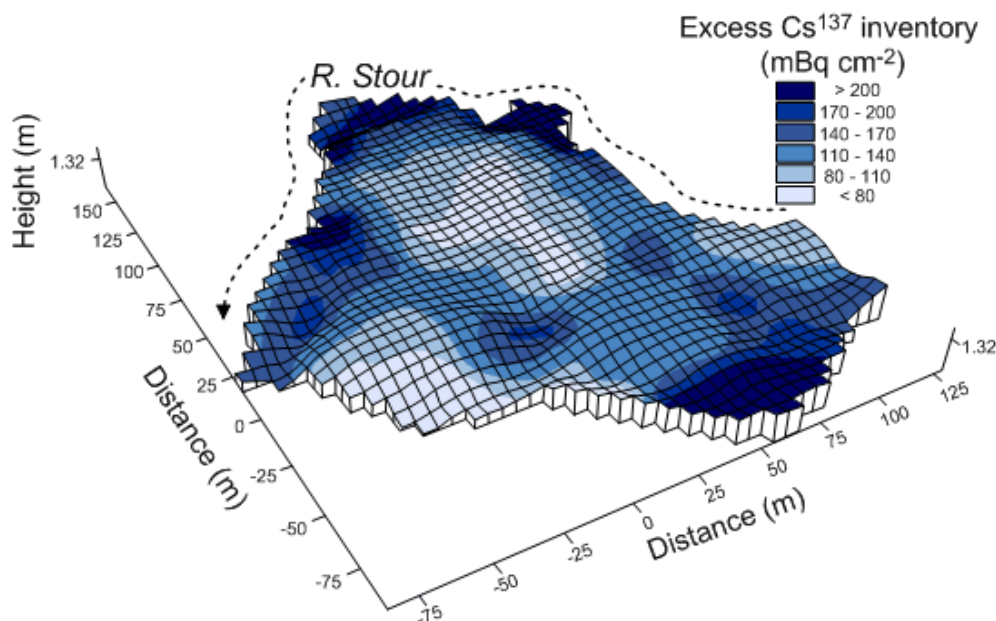 Excess Cs137 inventory
(mBq cm-2)
> 200
170 - 200
140 - 170
110 - 140
80 - 110
< 80
R. Stour
Height (m)
1.32
150
125
100
75
50
25
0
-25
-50
-75
Distance (m)
-75
-50
-25
0
25
50
75
100
125
Distance (m)
1.32